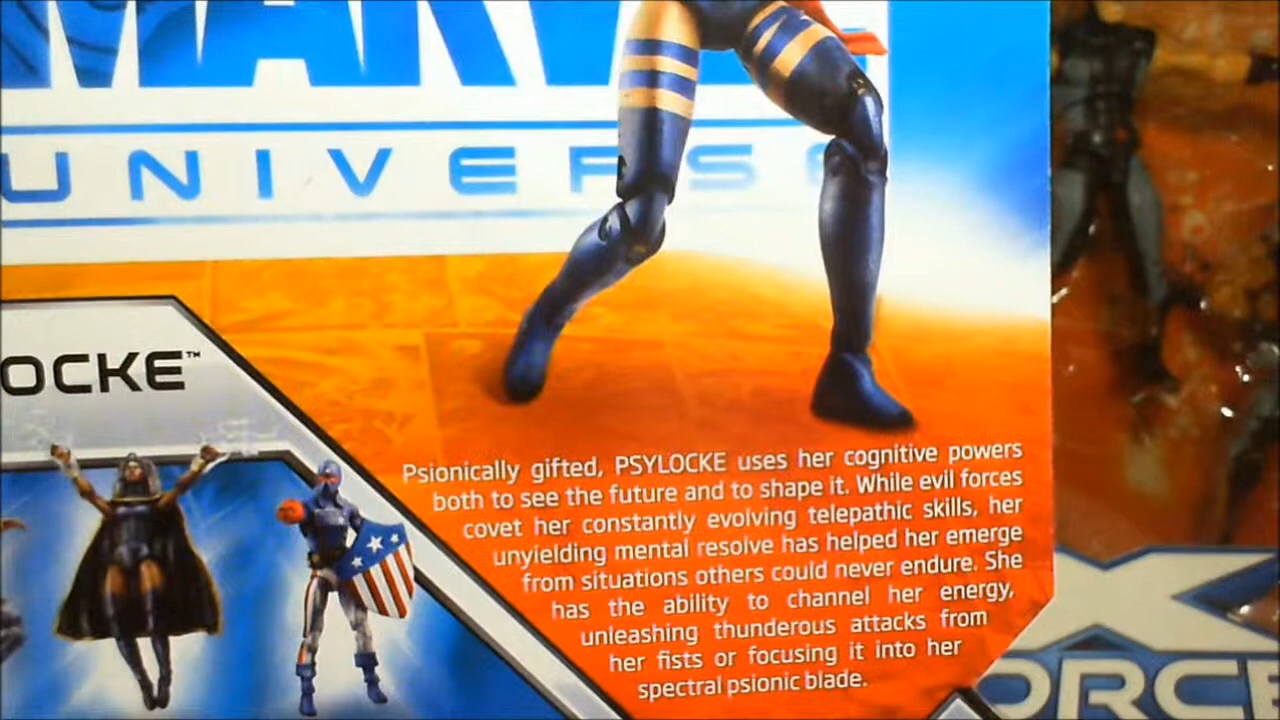 MARVEL
UNIVERSE
OCKE™
Psionically gifted, PSYLOCKE uses her cognitive powers
both to see the future and to shape it. While evil forces
covet her constantly evolving telepathic skills, her
unyielding mental resolve has helped her emerge
from situations others could never endure. She
has the ability to channel her energy,
unleashing thunderous attacks from
her fists or focusing it into her
spectral psionic blade.
X
ORCE